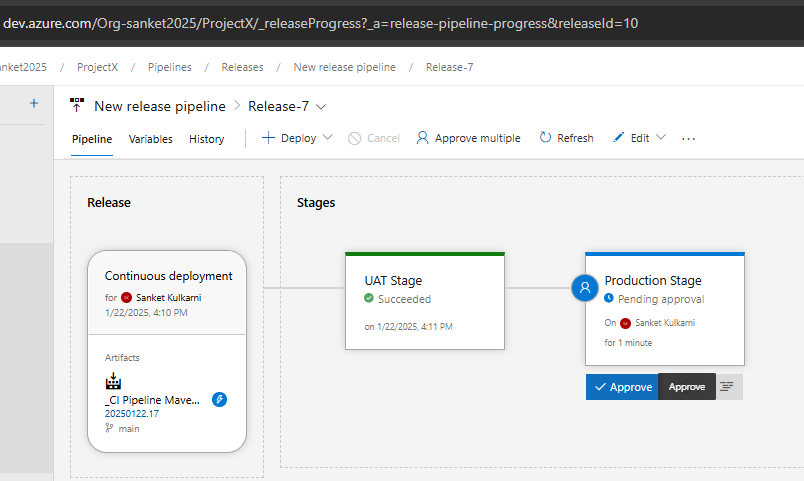 dev.azure.com/Org-sanket2025/ProjectX/_releaseProgress?_a=release-pipeline-progress&releaseId=10
anket2025 / ProjectX / Pipelines / Releases / New release pipeline / Release-7
New release pipeline > Release-7
Pipeline Variables History Deploy Cancel Approve multiple Refresh Edit ...
Release
Stages
Continuous deployment
for Sanket Kulkarni
1/22/2025, 4:10 PM
Artifacts
_CI Pipeline Mave...
20250122.17
main
UAT Stage
Succeeded
on 1/22/2025, 4:11 PM
Production Stage
Pending approval
On Sanket Kulkarni
for 1 minute
Approve
Approve